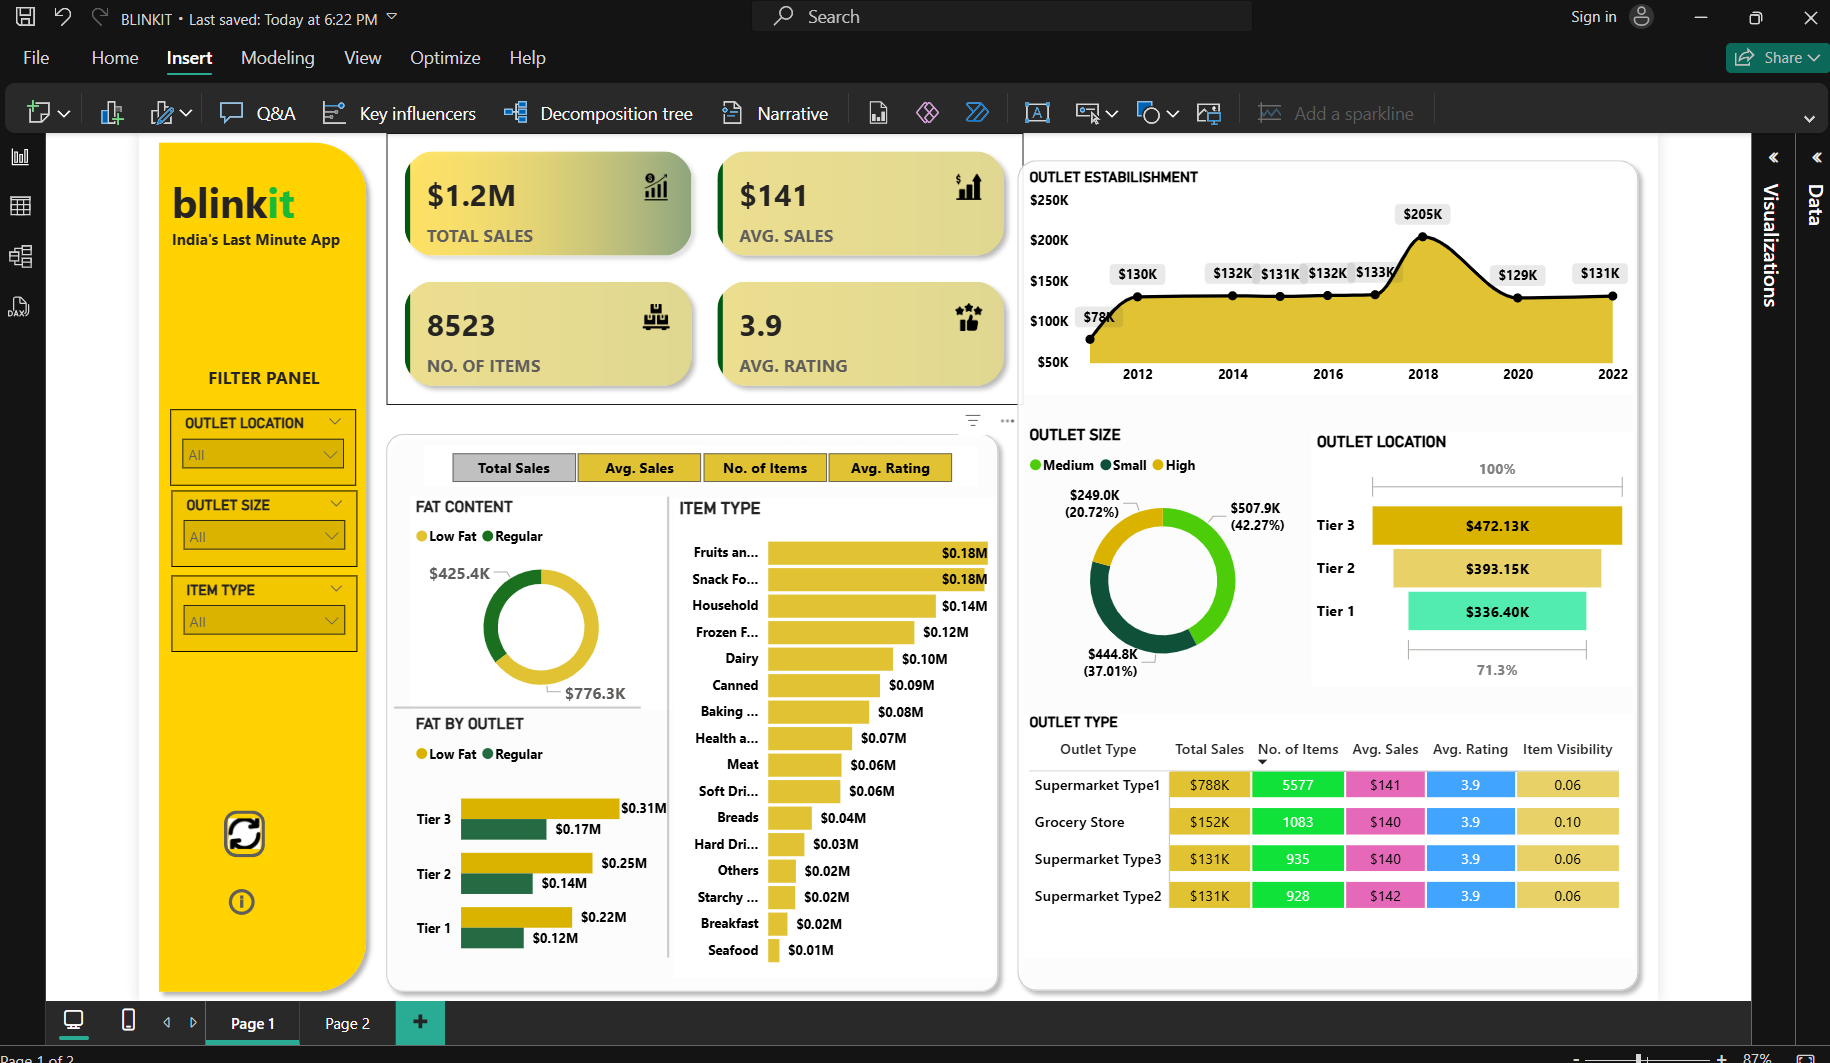 BLINKIT • Last saved: Today at 6:22 PM
Search
Sign in
File Home Insert Modeling View Optimize Help
Share
Q&A Key influencers Decomposition tree Narrative Add a sparkline
blinkit
India's Last Minute App
FILTER PANEL
OUTLET LOCATION
All
OUTLET SIZE
All
ITEM TYPE
All
$1.2M
TOTAL SALES
$141
AVG. SALES
8523
NO. OF ITEMS
3.9
AVG. RATING
Total Sales Avg. Sales No. of Items Avg. Rating
FAT CONTENT
Low Fat Regular
$425.4K
$776.3K
FAT BY OUTLET
Low Fat Regular
Tier 3 $0.31M
$0.17M
Tier 2 $0.25M
$0.14M
Tier 1 $0.22M
$0.12M
ITEM TYPE
Fruits an... $0.18M
Snack Fo... $0.18M
Household $0.14M
Frozen F... $0.12M
Dairy $0.10M
Canned $0.09M
Baking ... $0.08M
Health a... $0.07M
Meat $0.06M
Soft Dri... $0.06M
Breads $0.04M
Hard Dri... $0.03M
Others $0.02M
Starchy ... $0.02M
Breakfast $0.02M
Seafood $0.01M
OUTLET ESTABILISHMENT
$250K
$200K
$150K
$100K
$50K
$78K $130K $132K $131K $132K $133K $205K $129K $131K
2012 2014 2016 2018 2020 2022
OUTLET SIZE
Medium Small High
$249.0K
(20.72%)
$507.9K
(42.27%)
$444.8K
(37.01%)
OUTLET LOCATION
100%
Tier 3 $472.13K
Tier 2 $393.15K
Tier 1 $336.40K
71.3%
OUTLET TYPE
Outlet Type Total Sales No. of Items Avg. Sales Avg. Rating Item Visibility
Supermarket Type1 $788K 5577 $141 3.9 0.06
Grocery Store $152K 1083 $140 3.9 0.10
Supermarket Type3 $131K 935 $140 3.9 0.06
Supermarket Type2 $131K 928 $142 3.9 0.06
Visualizations
Data
DAX
Page 1 Page 2
Page 1 of 2
87%